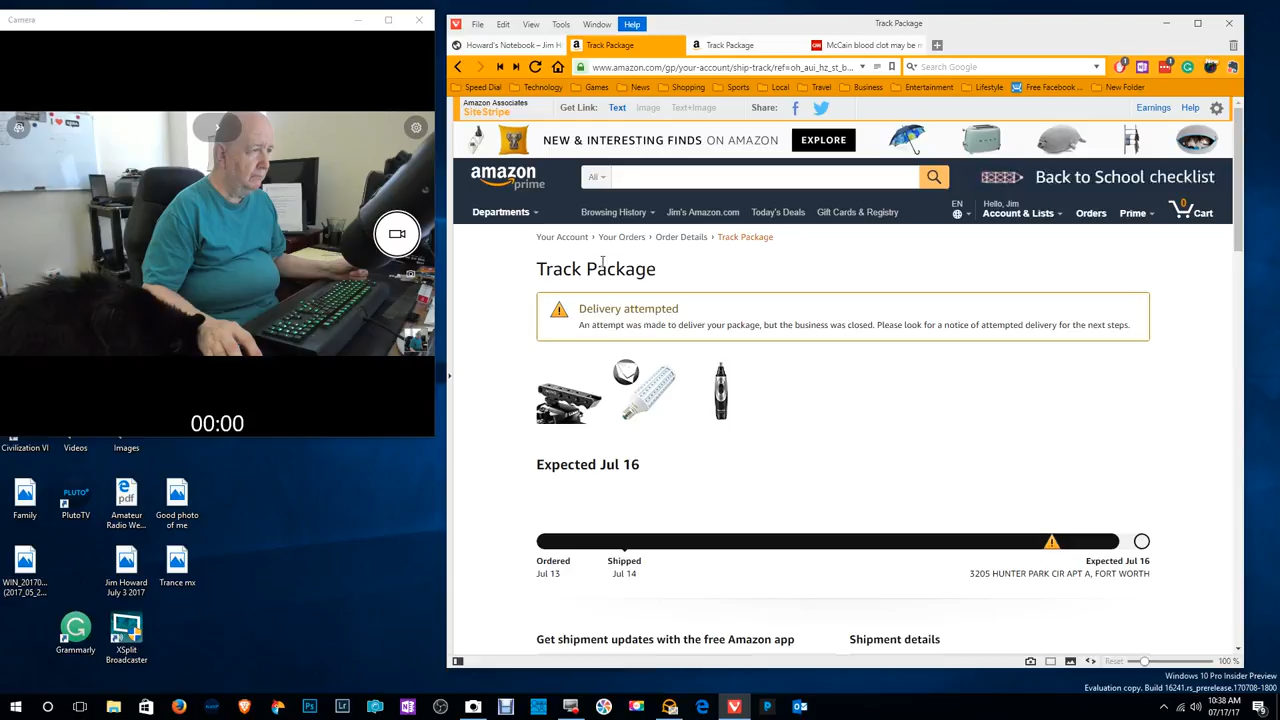 Camera
00:00
Civilization VI
Videos
Images
Family
PlutoTV
Amateur
Radio We...
Good photo
of me
WIN_20170...
(2017_05_2...
Jim Howard
July 3 2017
Trance mx
Grammarly
XSplit
Broadcaster
PLUTO
tv
pdf
File Edit View Tools Window Help
Track Package
Howard's Notebook – Jim H
Track Package
Track Package
McCain blood clot may be m
www.amazon.com/gp/your-account/ship-track/ref=oh_aui_hz_st_b...
Search Google
Speed Dial Technology Games News Shopping Sports Local Travel Business Entertainment Lifestyle Free Facebook ... New Folder
Amazon Associates
SiteStripe
Get Link: Text Image Text+Image Share: Earnings Help
NEW & INTERESTING FINDS ON AMAZON EXPLORE
amazon
prime
All
Back to School checklist
Departments
Browsing History Jim's Amazon.com Today's Deals Gift Cards & Registry
EN
Hello, Jim
Account & Lists
Orders Prime
0
Cart
Your Account › Your Orders › Order Details › Track Package
Track Package
Delivery attempted
An attempt was made to deliver your package, but the business was closed. Please look for a notice of attempted delivery for the next steps.
Expected Jul 16
Ordered
Jul 13
Shipped
Jul 14
Expected Jul 16
3205 HUNTER PARK CIR APT A, FORT WORTH
Get shipment updates with the free Amazon app
Shipment details
Reset 100 %
Windows 10 Pro Insider Preview
Evaluation copy. Build 16241.rs_prerelease.170708-1800
10:38 AM
07/17/17